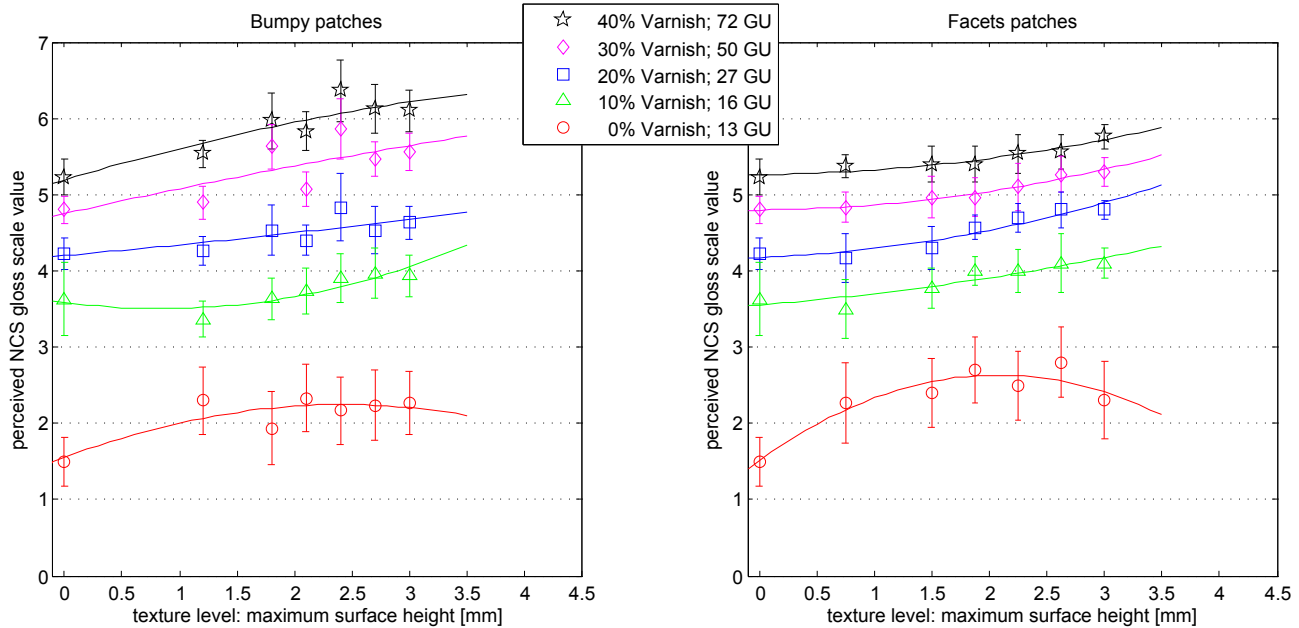 Bumpy patches
40% Varnish; 72 GU
30% Varnish; 50 GU
20% Varnish; 27 GU
10% Varnish; 16 GU
0% Varnish; 13 GU
Facets patches
perceived NCS gloss scale value
7
6
5
4
3
2
1
0
0 0.5 1 1.5 2 2.5 3 3.5 4 4.5
texture level: maximum surface height [mm]
perceived NCS gloss scale value
7
6
5
4
3
2
1
0
0 0.5 1 1.5 2 2.5 3 3.5 4 4.5
texture level: maximum surface height [mm]